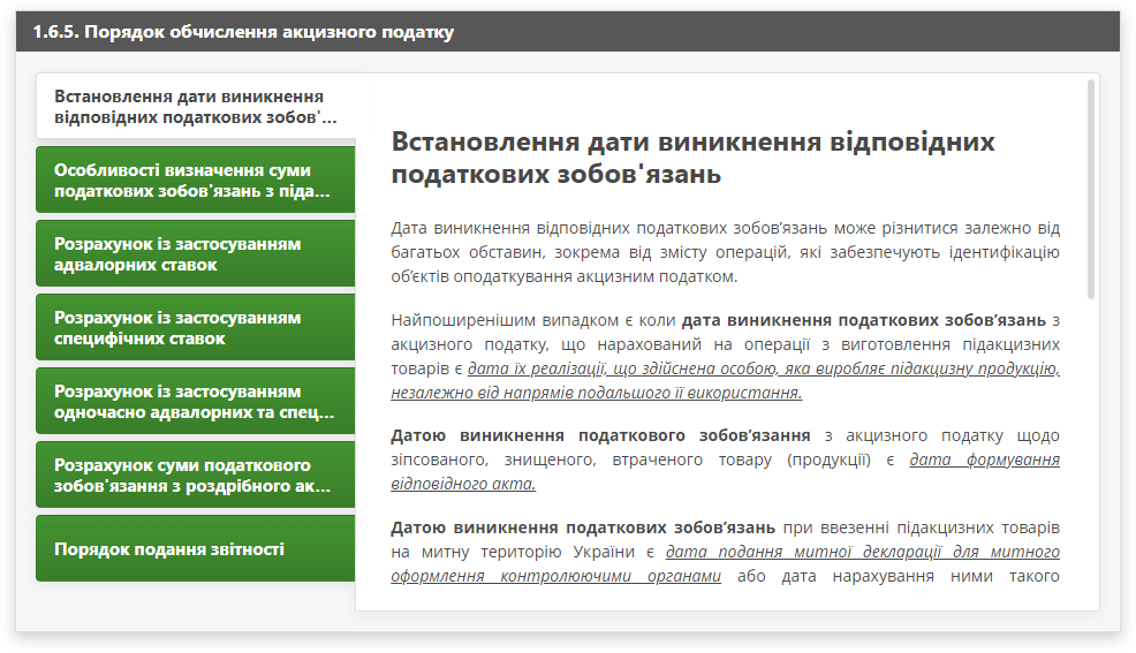 1.6.5. Порядок обчислення акцизного податку
Встановлення дати виникнення
відповідних податкових зобов'...
Особливості визначення суми
податкових зобов'язань з піда...
Розрахунок із застосуванням
адвалорних ставок
Розрахунок із застосуванням
специфічних ставок
Розрахунок із застосуванням
одночасно адвалорних та спец...
Розрахунок суми податкового
зобов'язання з роздрібного ак...
Порядок подання звітності
Встановлення дати виникнення відповідних
податкових зобов'язань
Дата виникнення відповідних податкових зобов’язань може різнитися залежно від
багатьох обставин, зокрема від змісту операцій, які забезпечують ідентифікацію
об’єктів оподаткування акцизним податком.
Найпоширенішим випадком є коли дата виникнення податкових зобов’язань з
акцизного податку, що нарахований на операції з виготовлення підакцизних
товарів є дата їх реалізації, що здійснена особою, яка виробляє підакцизну продукцію,
незалежно від напрямів подальшого її використання.
Датою виникнення податкового зобов’язання з акцизного податку щодо
зіпсованого, знищеного, втраченого товару (продукції) є дата формування
відповідного акта.
Датою виникнення податкових зобов’язань при ввезенні підакцизних товарів
на митну територію України є дата подання митної декларації для митного
оформлення контролюючими органами або дата нарахування ними такого